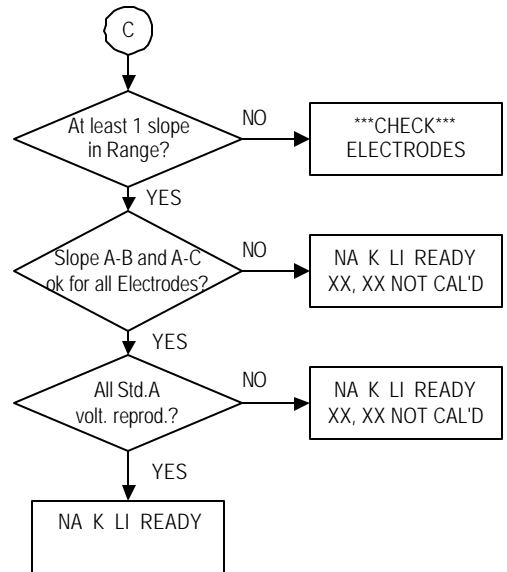 C
At least 1 slope
in Range?
NO
***CHECK***
ELECTRODES
YES
Slope A-B and A-C
ok for all Electrodes?
NO
NA K LI READY
XX, XX NOT CAL'D
YES
All Std.A
volt. reprod.?
NO
NA K LI READY
XX, XX NOT CAL'D
YES
NA K LI READY